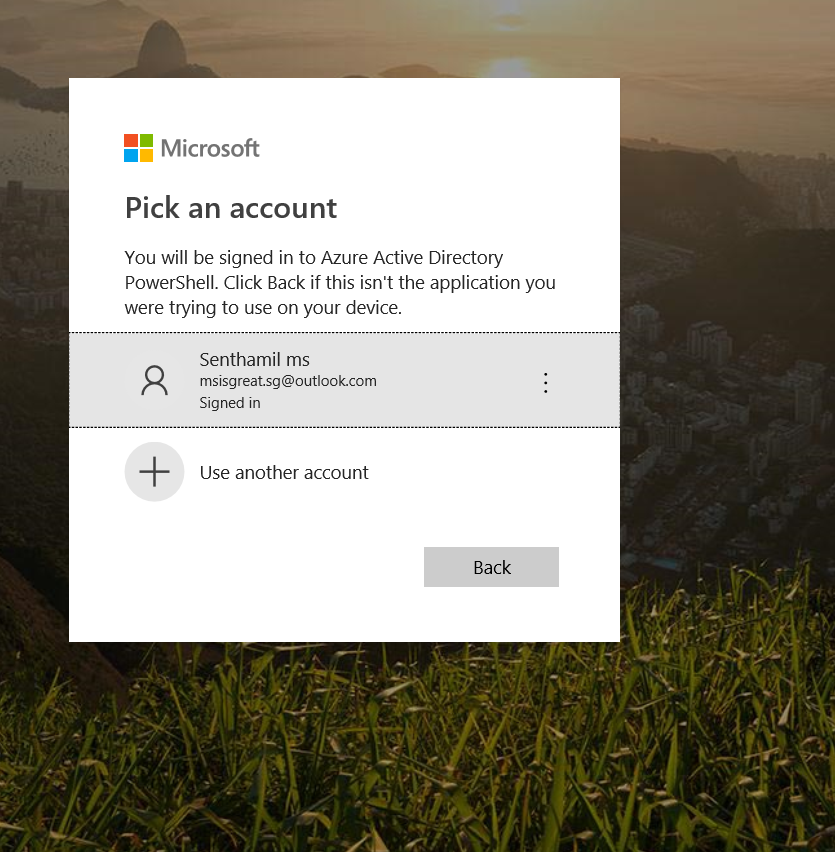 Microsoft
Pick an account
You will be signed in to Azure Active Directory
PowerShell. Click Back if this isn't the application you
were trying to use on your device.
Senthamil ms
msisgreat.sg@outlook.com
Signed in
Use another account
Back